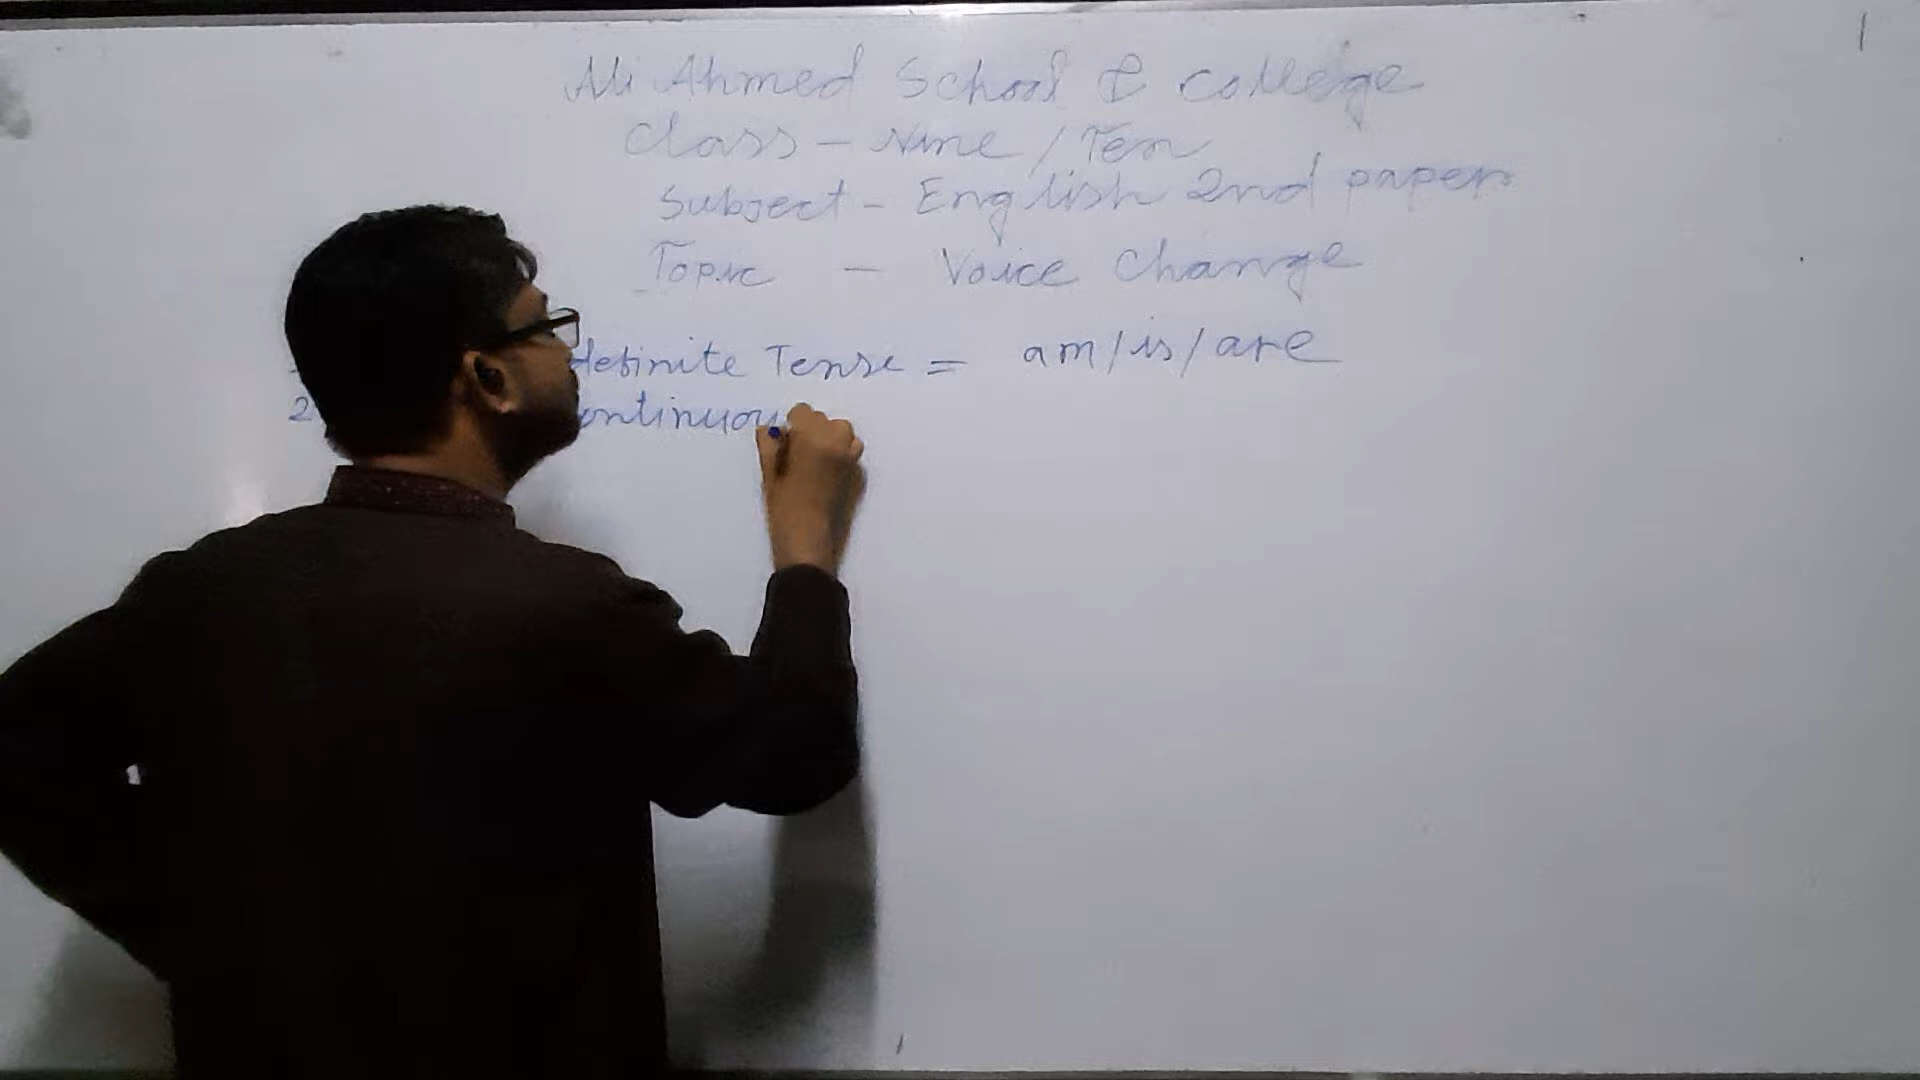 Ali Ahmed School & College
Class - Nine / Ten
Subject - English 2nd paper
Topic - Voice Change
definite Tense = am/is/are
2 ontinuou